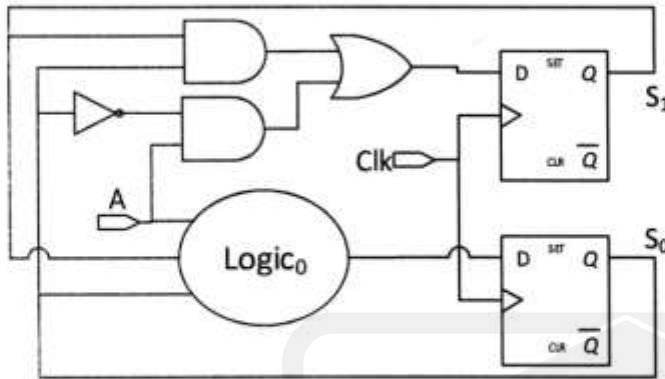 D SET Q
S1
CLR Q
Clk
A
Logic0
S0
D SET Q
CLR Q